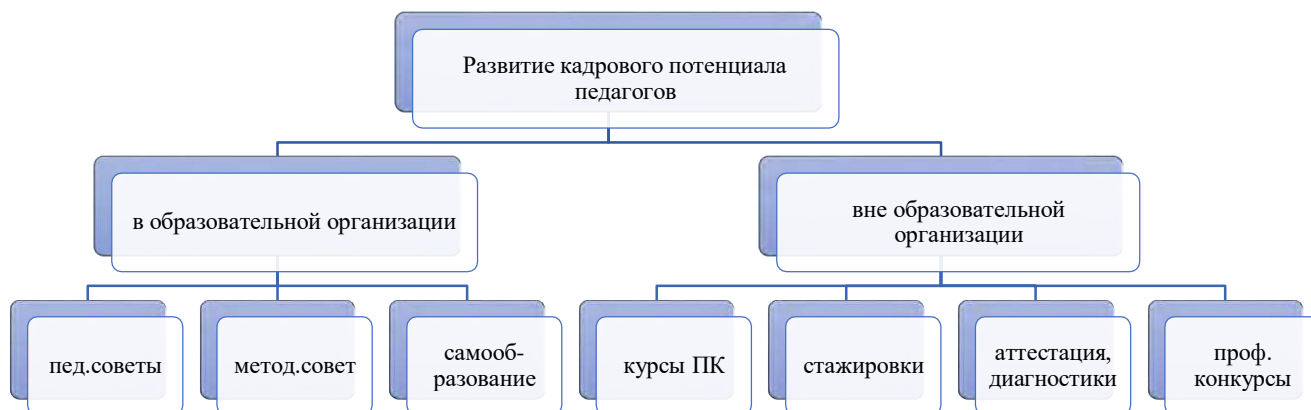 Развитие кадрового потенциала
педагогов
в образовательной организации
вне образовательной
организации
пед.советы
метод.совет
самооб-
разование
курсы ПК
стажировки
аттестация,
диагностики
проф.
конкурсы